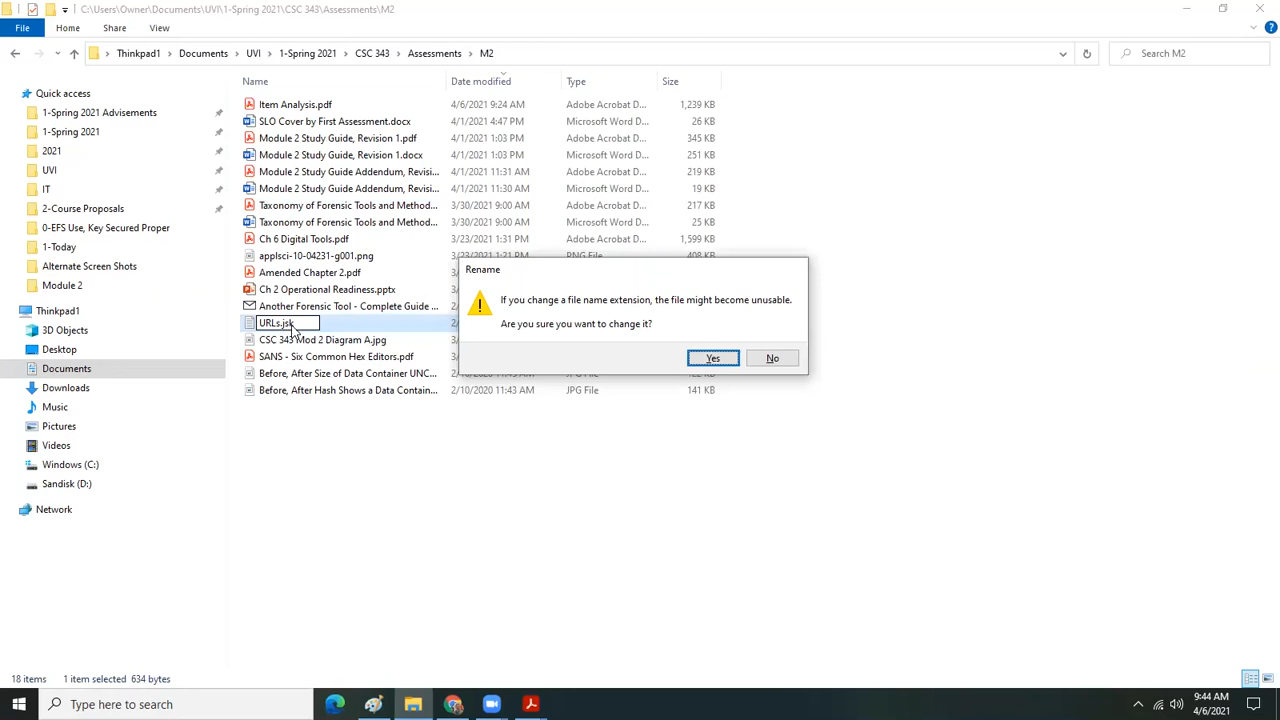 C:\Users\Owner\Documents\UVI\1-Spring 2021\CSC 343\Assessments\M2
File Home Share View
Thinkpad1 > Documents > UVI > 1-Spring 2021 > CSC 343 > Assessments > M2
Search M2
Quick access
1-Spring 2021 Advisements
1-Spring 2021
2021
UVI
IT
2-Course Proposals
0-EFS Use, Key Secured Proper
1-Today
Alternate Screen Shots
Module 2
Thinkpad1
3D Objects
Desktop
Documents
Downloads
Music
Pictures
Videos
Windows (C:)
Sandisk (D:)
Network
Name Date modified Type Size
Item Analysis.pdf 4/6/2021 9:24 AM Adobe Acrobat D... 1,239 KB
SLO Cover by First Assessment.docx 4/1/2021 4:47 PM Microsoft Word D... 26 KB
Module 2 Study Guide, Revision 1.pdf 4/1/2021 1:03 PM Adobe Acrobat D... 345 KB
Module 2 Study Guide, Revision 1.docx 4/1/2021 1:03 PM Microsoft Word D... 251 KB
Module 2 Study Guide Addendum, Revisi... 4/1/2021 11:31 AM Adobe Acrobat D... 219 KB
Module 2 Study Guide Addendum, Revisi... 4/1/2021 11:30 AM Microsoft Word D... 19 KB
Taxonomy of Forensic Tools and Method... 3/30/2021 9:00 AM Adobe Acrobat D... 217 KB
Taxonomy of Forensic Tools and Method... 3/30/2021 9:00 AM Microsoft Word D... 25 KB
Ch 6 Digital Tools.pdf 3/23/2021 1:31 PM Adobe Acrobat D... 1,599 KB
applsci-10-04231-g001.png 3/23/2021 1:21 PM PNG File 408 KB
Amended Chapter 2.pdf
Ch 2 Operational Readiness.pptx
Another Forensic Tool - Complete Guide ...
URLs.jsk
CSC 343 Mod 2 Diagram A.jpg
SANS - Six Common Hex Editors.pdf
Before, After Size of Data Container UNC...
Before, After Hash Shows a Data Contain... 2/10/2020 11:43 AM JPG File 141 KB
Rename
If you change a file name extension, the file might become unusable.
Are you sure you want to change it?
Yes No
18 items 1 item selected 634 bytes
Type here to search
9:44 AM
4/6/2021